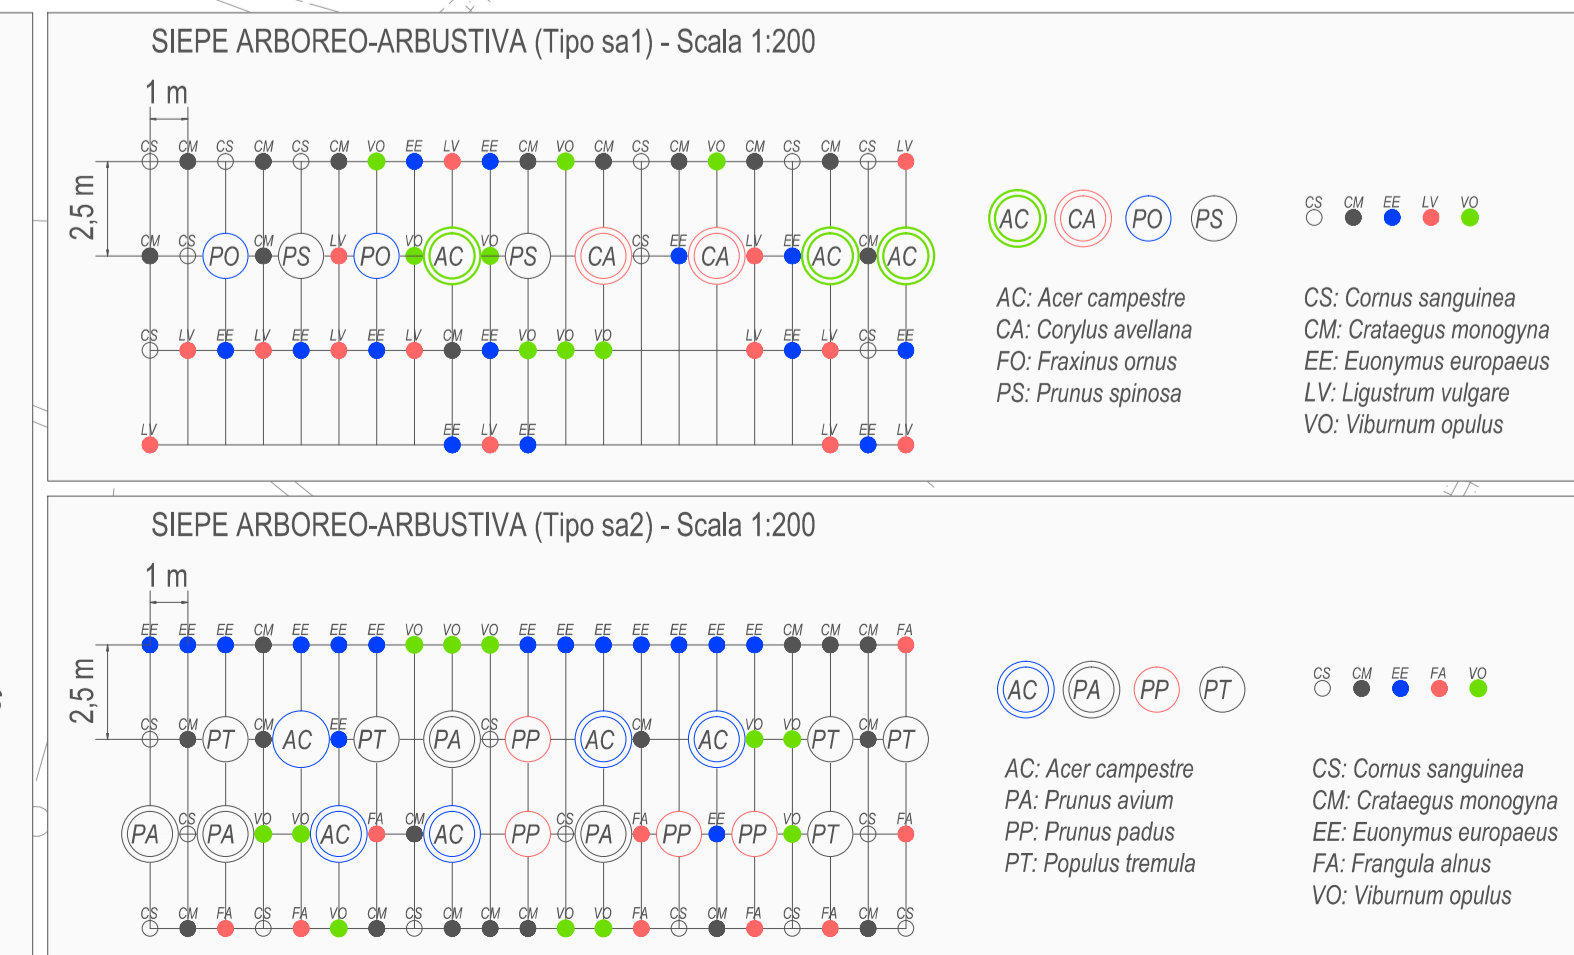 SIEPE ARBOREO-ARBUSTIVA (Tipo sa1) - Scala 1:200
1 m
2,5 m
CS CM CS CM CS CM VO EE LV EE CM VO CM CS CM VO CM CS CM CS LV
CM CS PO CM PS LV PO VO AC VO PS CA CS EE CA LV EE AC CM AC
CS LV EE LV EE LV EE LV CM EE VO VO VO LV EE LV CS EE
LV EE LV EE LV EE LV
AC CA PO PS
CS CM EE LV VO
AC: Acer campestre
CA: Corylus avellana
FO: Fraxinus ornus
PS: Prunus spinosa
CS: Cornus sanguinea
CM: Crataegus monogyna
EE: Euonymus europaeus
LV: Ligustrum vulgare
VO: Viburnum opulus
SIEPE ARBOREO-ARBUSTIVA (Tipo sa2) - Scala 1:200
1 m
2,5 m
EE EE EE CM EE EE EE VO VO VO EE EE EE EE EE EE EE CM CM CM FA
CS CM PT CM AC EE PT PA CS PP AC CM AC VO VO PT CM PT
PA CS PA VO VO AC FA CM AC PP CS PA FA PP EE PP VO PT CS FA
CS CM FA CS FA VO CM CS CM CM CM VO VO FA CS CM FA CS FA CM CS
AC PA PP PT
CS CM EE FA VO
AC: Acer campestre
PA: Prunus avium
PP: Prunus padus
PT: Populus tremula
CS: Cornus sanguinea
CM: Crataegus monogyna
EE: Euonymus europaeus
FA: Frangula alnus
VO: Viburnum opulus